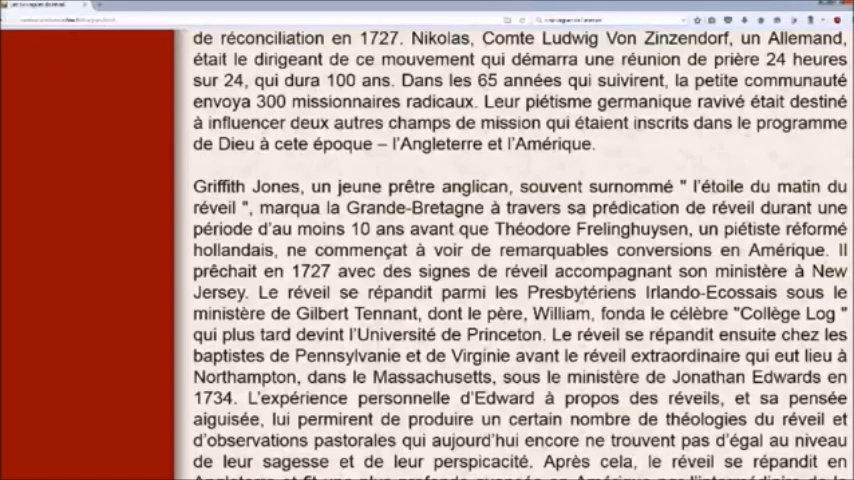 de réconciliation en 1727. Nikolas, Comte Ludwig Von Zinzendorf, un Allemand,
était le dirigeant de ce mouvement qui démarra une réunion de prière 24 heures
sur 24, qui dura 100 ans. Dans les 65 années qui suivirent, la petite communauté
envoya 300 missionnaires radicaux. Leur piétisme germanique ravivé était destiné
à influencer deux autres champs de mission qui étaient inscrits dans le programme
de Dieu à cete époque – l’Angleterre et l’Amérique.
Griffith Jones, un jeune prêtre anglican, souvent surnommé " l’étoile du matin du
réveil ", marqua la Grande-Bretagne à travers sa prédication de réveil durant une
période d’au moins 10 ans avant que Théodore Frelinghuysen, un piétiste réformé
hollandais, ne commençat à voir de remarquables conversions en Amérique. Il
prêchait en 1727 avec des signes de réveil accompagnant son ministère à New
Jersey. Le réveil se répandit parmi les Presbytériens Irlando-Ecossais sous le
ministère de Gilbert Tennant, dont le père, William, fonda le célèbre "Collège Log "
qui plus tard devint l’Université de Princeton. Le réveil se répandit ensuite chez les
baptistes de Pennsylvanie et de Virginie avant le réveil extraordinaire qui eut lieu à
Northampton, dans le Massachusetts, sous le ministère de Jonathan Edwards en
1734. L’expérience personnelle d’Edward à propos des réveils, et sa pensée
aiguisée, lui permirent de produire un certain nombre de théologies du réveil et
d’observations pastorales qui aujourd’hui encore ne trouvent pas d’égal au niveau
de leur sagesse et de leur perspicacité. Après cela, le réveil se répandit en